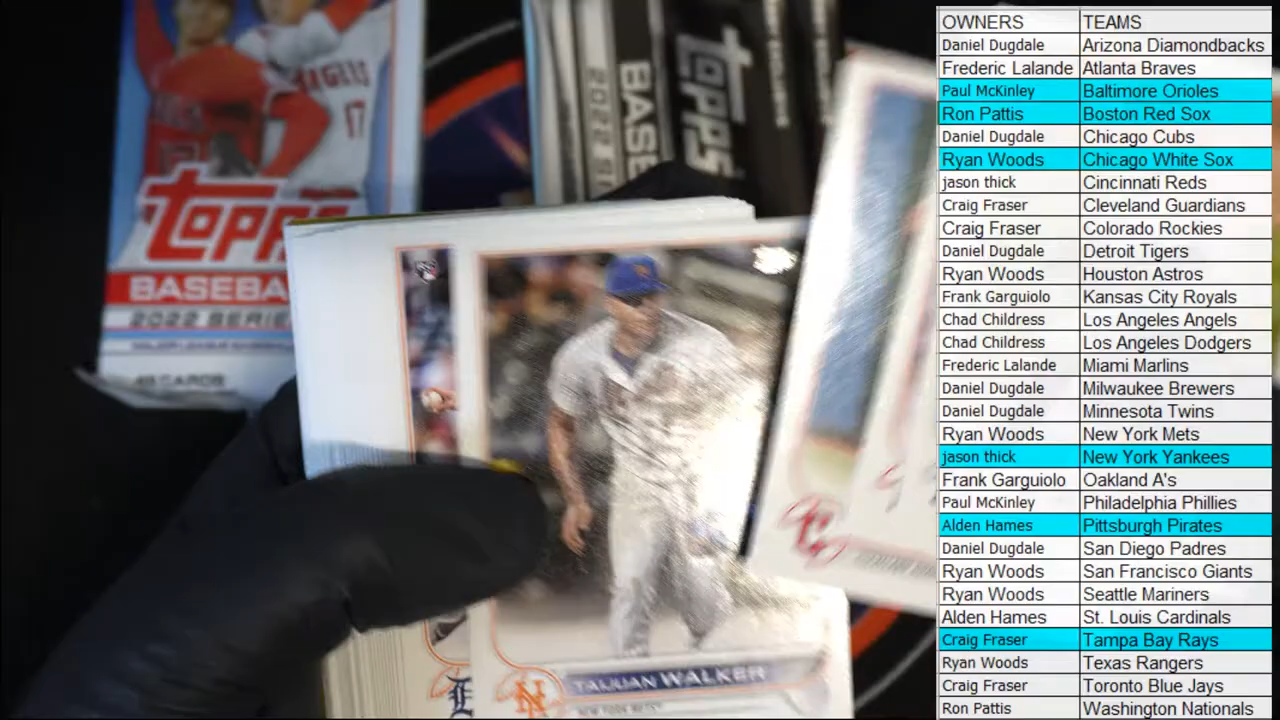 ANGELS
17
Topps
BASEBA
2022 SERIE
45 CARDS
2022 S
BASE
Topps
TAIJUAN WALKER
NEW YORK METS
OWNERS TEAMS
Daniel Dugdale Arizona Diamondbacks
Frederic Lalande Atlanta Braves
Paul McKinley Baltimore Orioles
Ron Pattis Boston Red Sox
Daniel Dugdale Chicago Cubs
Ryan Woods Chicago White Sox
jason thick Cincinnati Reds
Craig Fraser Cleveland Guardians
Craig Fraser Colorado Rockies
Daniel Dugdale Detroit Tigers
Ryan Woods Houston Astros
Frank Garguiolo Kansas City Royals
Chad Childress Los Angeles Angels
Chad Childress Los Angeles Dodgers
Frederic Lalande Miami Marlins
Daniel Dugdale Milwaukee Brewers
Daniel Dugdale Minnesota Twins
Ryan Woods New York Mets
jason thick New York Yankees
Frank Garguiolo Oakland A's
Paul McKinley Philadelphia Phillies
Alden Hames Pittsburgh Pirates
Daniel Dugdale San Diego Padres
Ryan Woods San Francisco Giants
Ryan Woods Seattle Mariners
Alden Hames St. Louis Cardinals
Craig Fraser Tampa Bay Rays
Ryan Woods Texas Rangers
Craig Fraser Toronto Blue Jays
Ron Pattis Washington Nationals